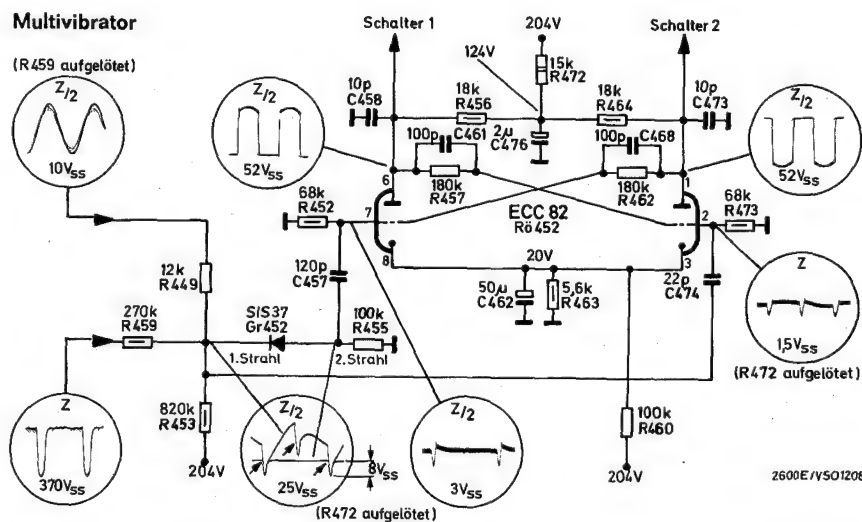 Multivibrator
Schalter 1
204V
Schalter 2
(R459 aufgelötet)
124V
15k
R472
Z/2
10Vss
Z/2
52Vss
10p
C458
18k
R456
18k
R464
10p
C473
Z/2
52Vss
100p C461
2µ
C476
100p C468
6
180k
R457
180k
R462
1
68k
R452
7
ECC 82
Rö452
2
68k
R473
8
20V
3
12k
R449
120p
C457
50µ
C462
5,6k
R463
22p
C474
Z
1,5Vss
(R472 aufgelötet)
270k
R459
SIS37
Gr452
100k
R455
1.Strahl
2.Strahl
Z
370Vss
820k
R453
204V
Z/2
8Vss
25Vss
(R472 aufgelötet)
Z
3Vss
100k
R460
204V
2600E/VSO1208